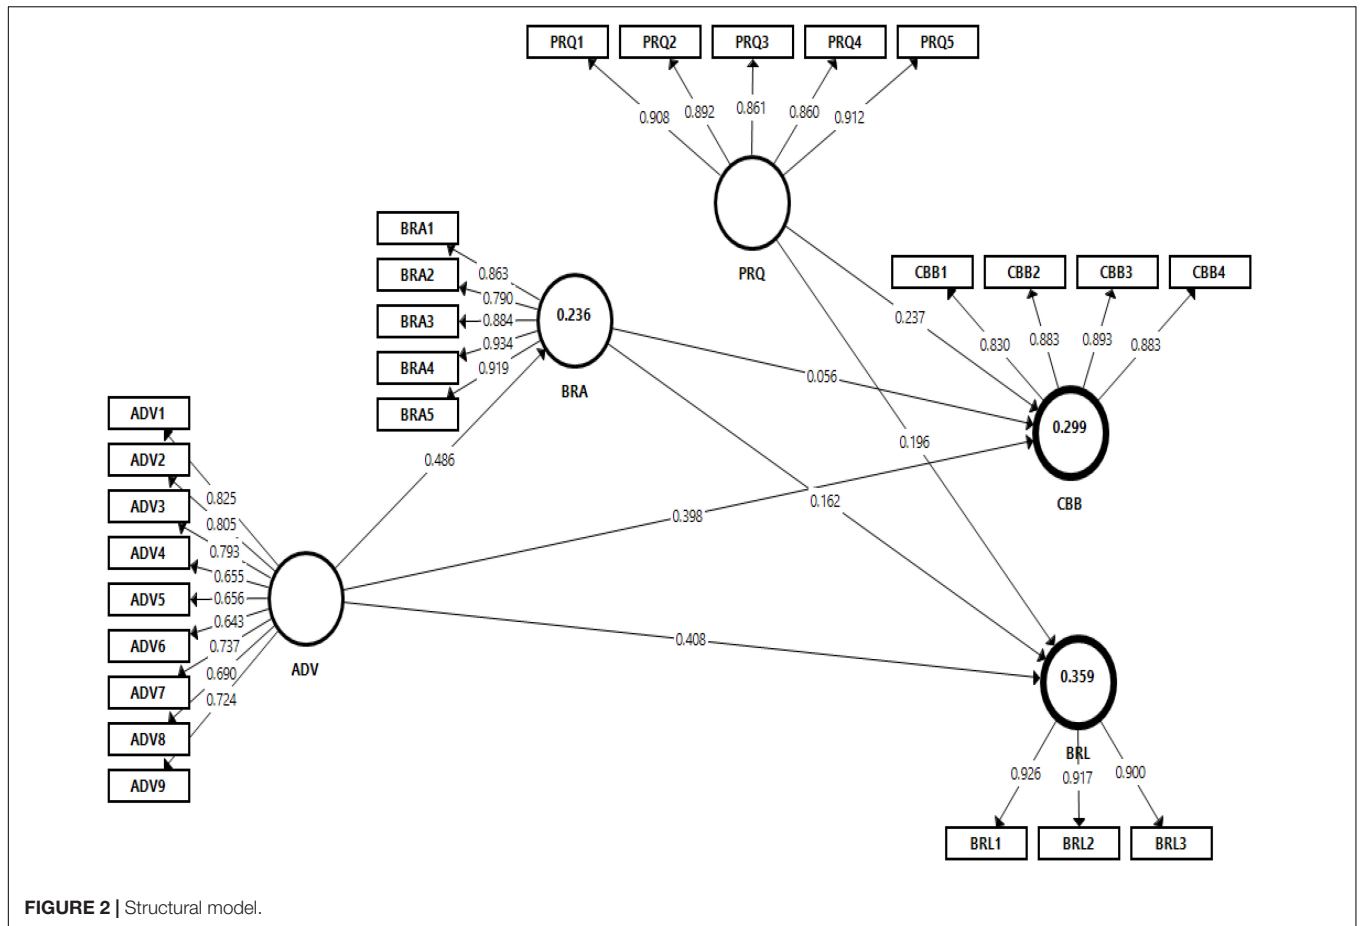 PRQ1 PRQ2 PRQ3 PRQ4 PRQ5
0.908 0.892 0.861 0.860 0.912
PRQ
BRA1
BRA2
BRA3
BRA4
BRA5
0.863
0.790
0.884
0.934
0.919
0.236
BRA
CBB1 CBB2 CBB3 CBB4
0.830 0.883 0.893 0.883
0.299
CBB
0.237
0.056
0.196
0.486
0.398
0.162
0.408
ADV1
ADV2
ADV3
ADV4
ADV5
ADV6
ADV7
ADV8
ADV9
0.825
0.805
0.793
0.655
0.656
0.643
0.737
0.690
0.724
ADV
0.359
BRL
0.926 0.917 0.900
BRL1 BRL2 BRL3
FIGURE 2 | Structural model.